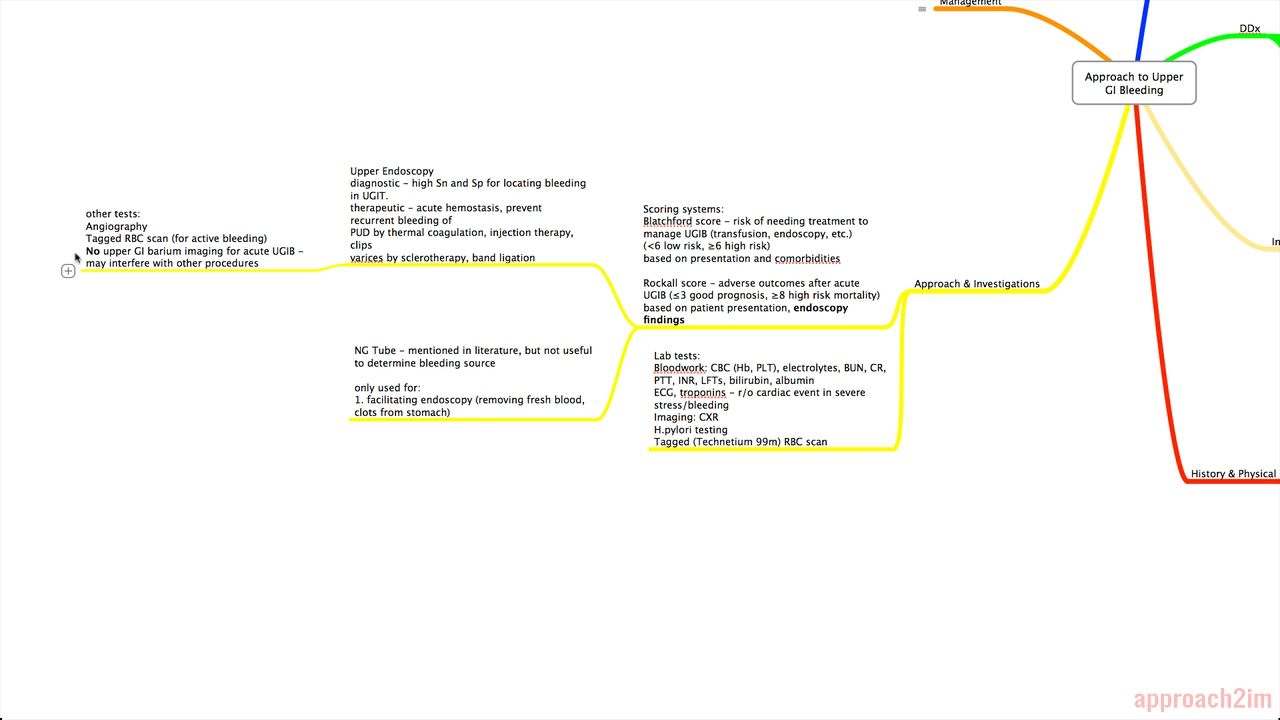 Management
DDx
Approach to Upper
GI Bleeding
other tests:
Angiography
Tagged RBC scan (for active bleeding)
No upper GI barium imaging for acute UGIB –
may interfere with other procedures
Upper Endoscopy
diagnostic – high Sn and Sp for locating bleeding
in UGIT.
therapeutic – acute hemostasis, prevent
recurrent bleeding of
PUD by thermal coagulation, injection therapy,
clips
varices by sclerotherapy, band ligation
Scoring systems:
Blatchford score – risk of needing treatment to
manage UGIB (transfusion, endoscopy, etc.)
(<6 low risk, ≥6 high risk)
based on presentation and comorbidities
Rockall score – adverse outcomes after acute
UGIB (≤3 good prognosis, ≥8 high risk mortality)
based on patient presentation, endoscopy
findings
Approach & Investigations
NG Tube – mentioned in literature, but not useful
to determine bleeding source
only used for:
1. facilitating endoscopy (removing fresh blood,
clots from stomach)
Lab tests:
Bloodwork: CBC (Hb, PLT), electrolytes, BUN, CR,
PTT, INR, LFTs, bilirubin, albumin
ECG, troponins – r/o cardiac event in severe
stress/bleeding
Imaging: CXR
H.pylori testing
Tagged (Technetium 99m) RBC scan
In
History & Physical
approach2im